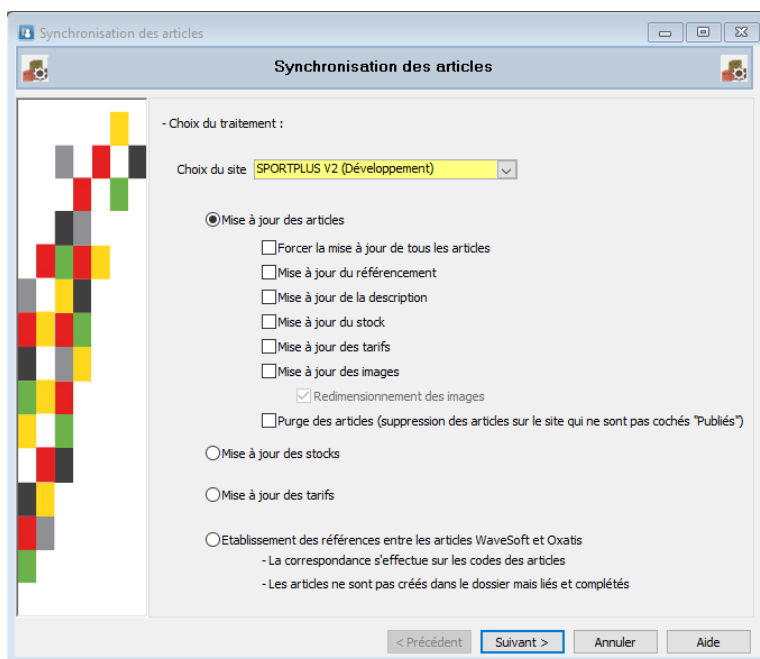 Synchronisation des articles
Synchronisation des articles
- Choix du traitement :
Choix du site SPORTPLUS V2 (Développement)
Mise à jour des articles
Forcer la mise à jour de tous les articles
Mise à jour du référencement
Mise à jour de la description
Mise à jour du stock
Mise à jour des tarifs
Mise à jour des images
Redimensionnement des images
Purge des articles (suppression des articles sur le site qui ne sont pas cochés "Publiés")
Mise à jour des stocks
Mise à jour des tarifs
Etablissement des références entre les articles WaveSoft et Oxatis
- La correspondance s'effectue sur les codes des articles
- Les articles ne sont pas créés dans le dossier mais liés et complétés
< Précédent Suivant > Annuler Aide